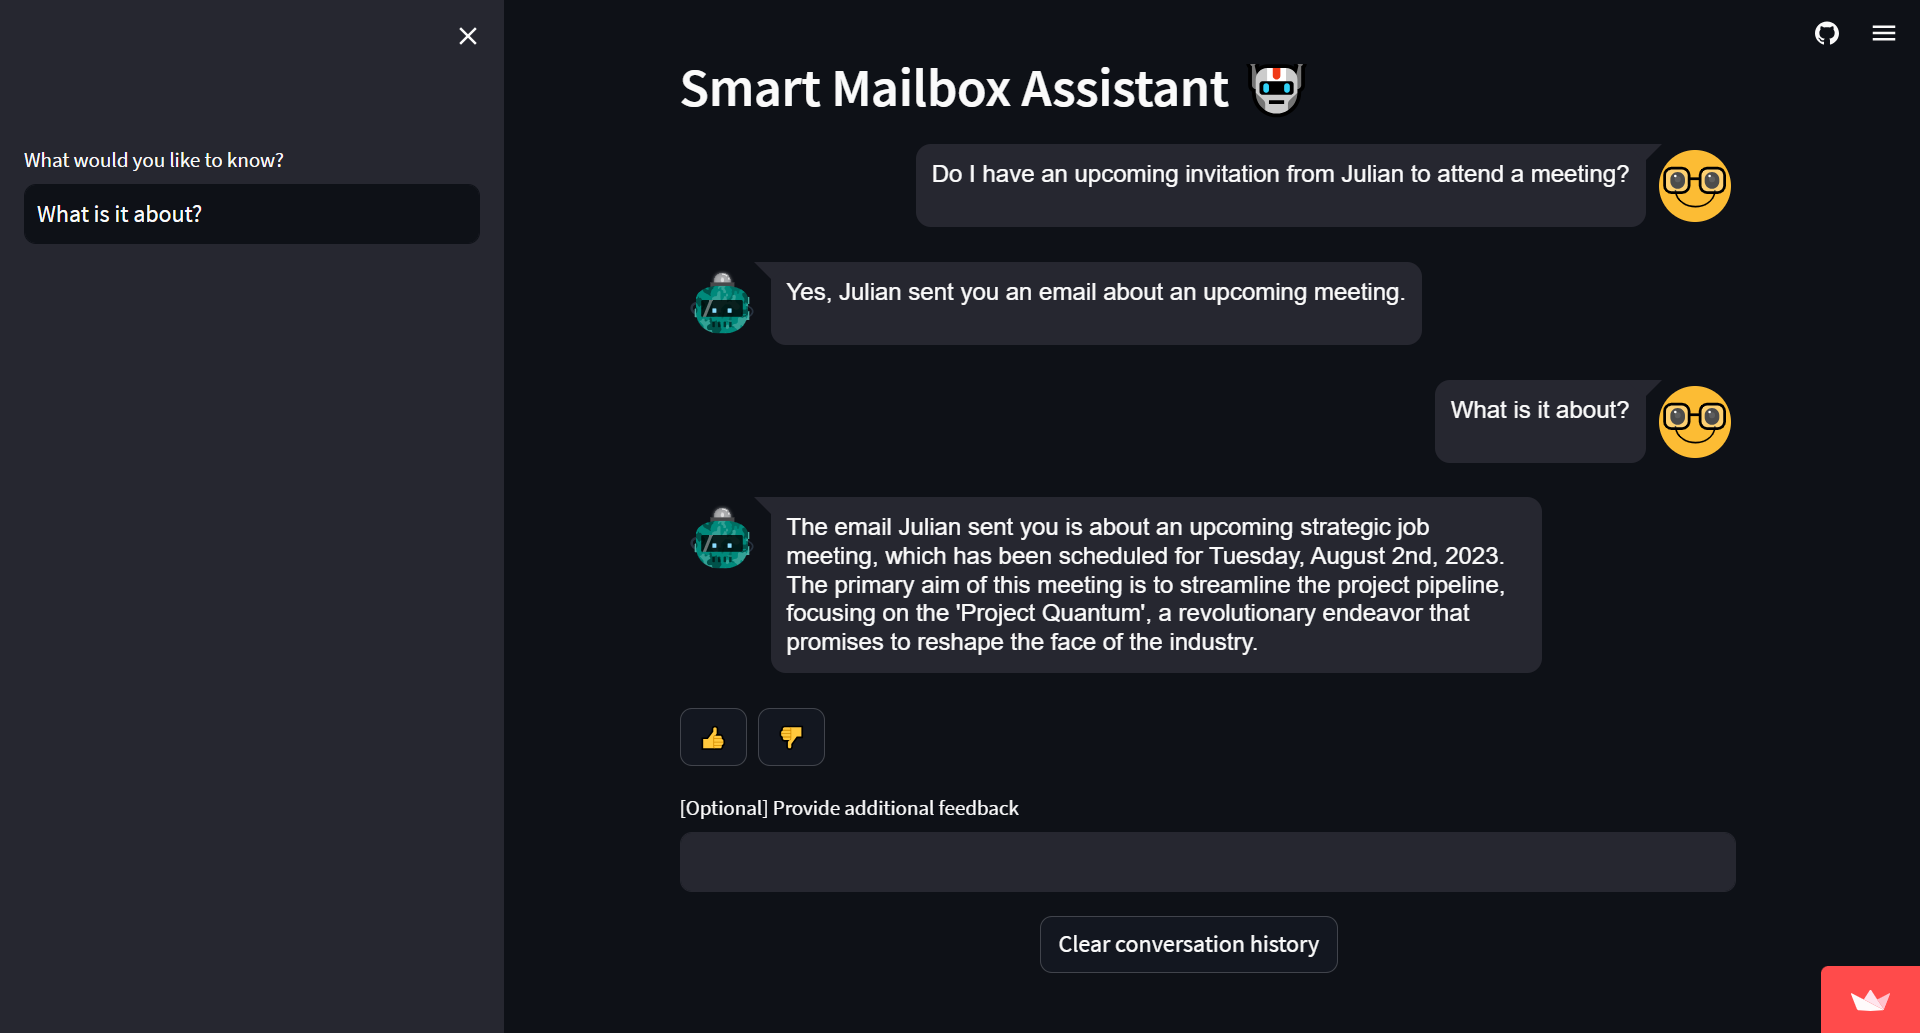 What would you like to know?
What is it about?
Smart Mailbox Assistant
Do I have an upcoming invitation from Julian to attend a meeting?
Yes, Julian sent you an email about an upcoming meeting.
What is it about?
The email Julian sent you is about an upcoming strategic job
meeting, which has been scheduled for Tuesday, August 2nd, 2023.
The primary aim of this meeting is to streamline the project pipeline,
focusing on the 'Project Quantum', a revolutionary endeavor that
promises to reshape the face of the industry.
[Optional] Provide additional feedback
Clear conversation history